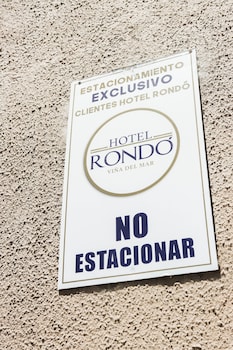 ESTACIONAMIENTO
EXCLUSIVO
CLIENTES HOTEL RONDÓ
HOTEL
RONDÓ
VIÑA DEL MAR
NO
ESTACIONAR